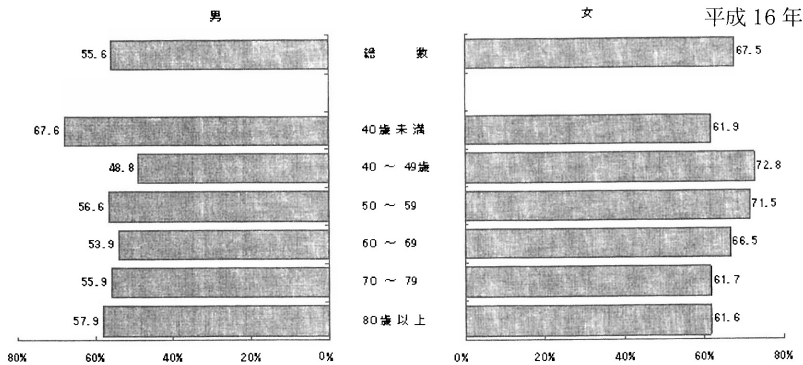 男 女 平成 16 年
55.6 総 数 67.5
67.6 40歳未満 61.9
48.8 40 ～ 49歳 72.8
56.6 50 ～ 59 71.5
53.9 60 ～ 69 66.5
55.9 70 ～ 79 61.7
57.9 80歳以上 61.6
80% 60% 40% 20% 0% 0% 20% 40% 60% 80%